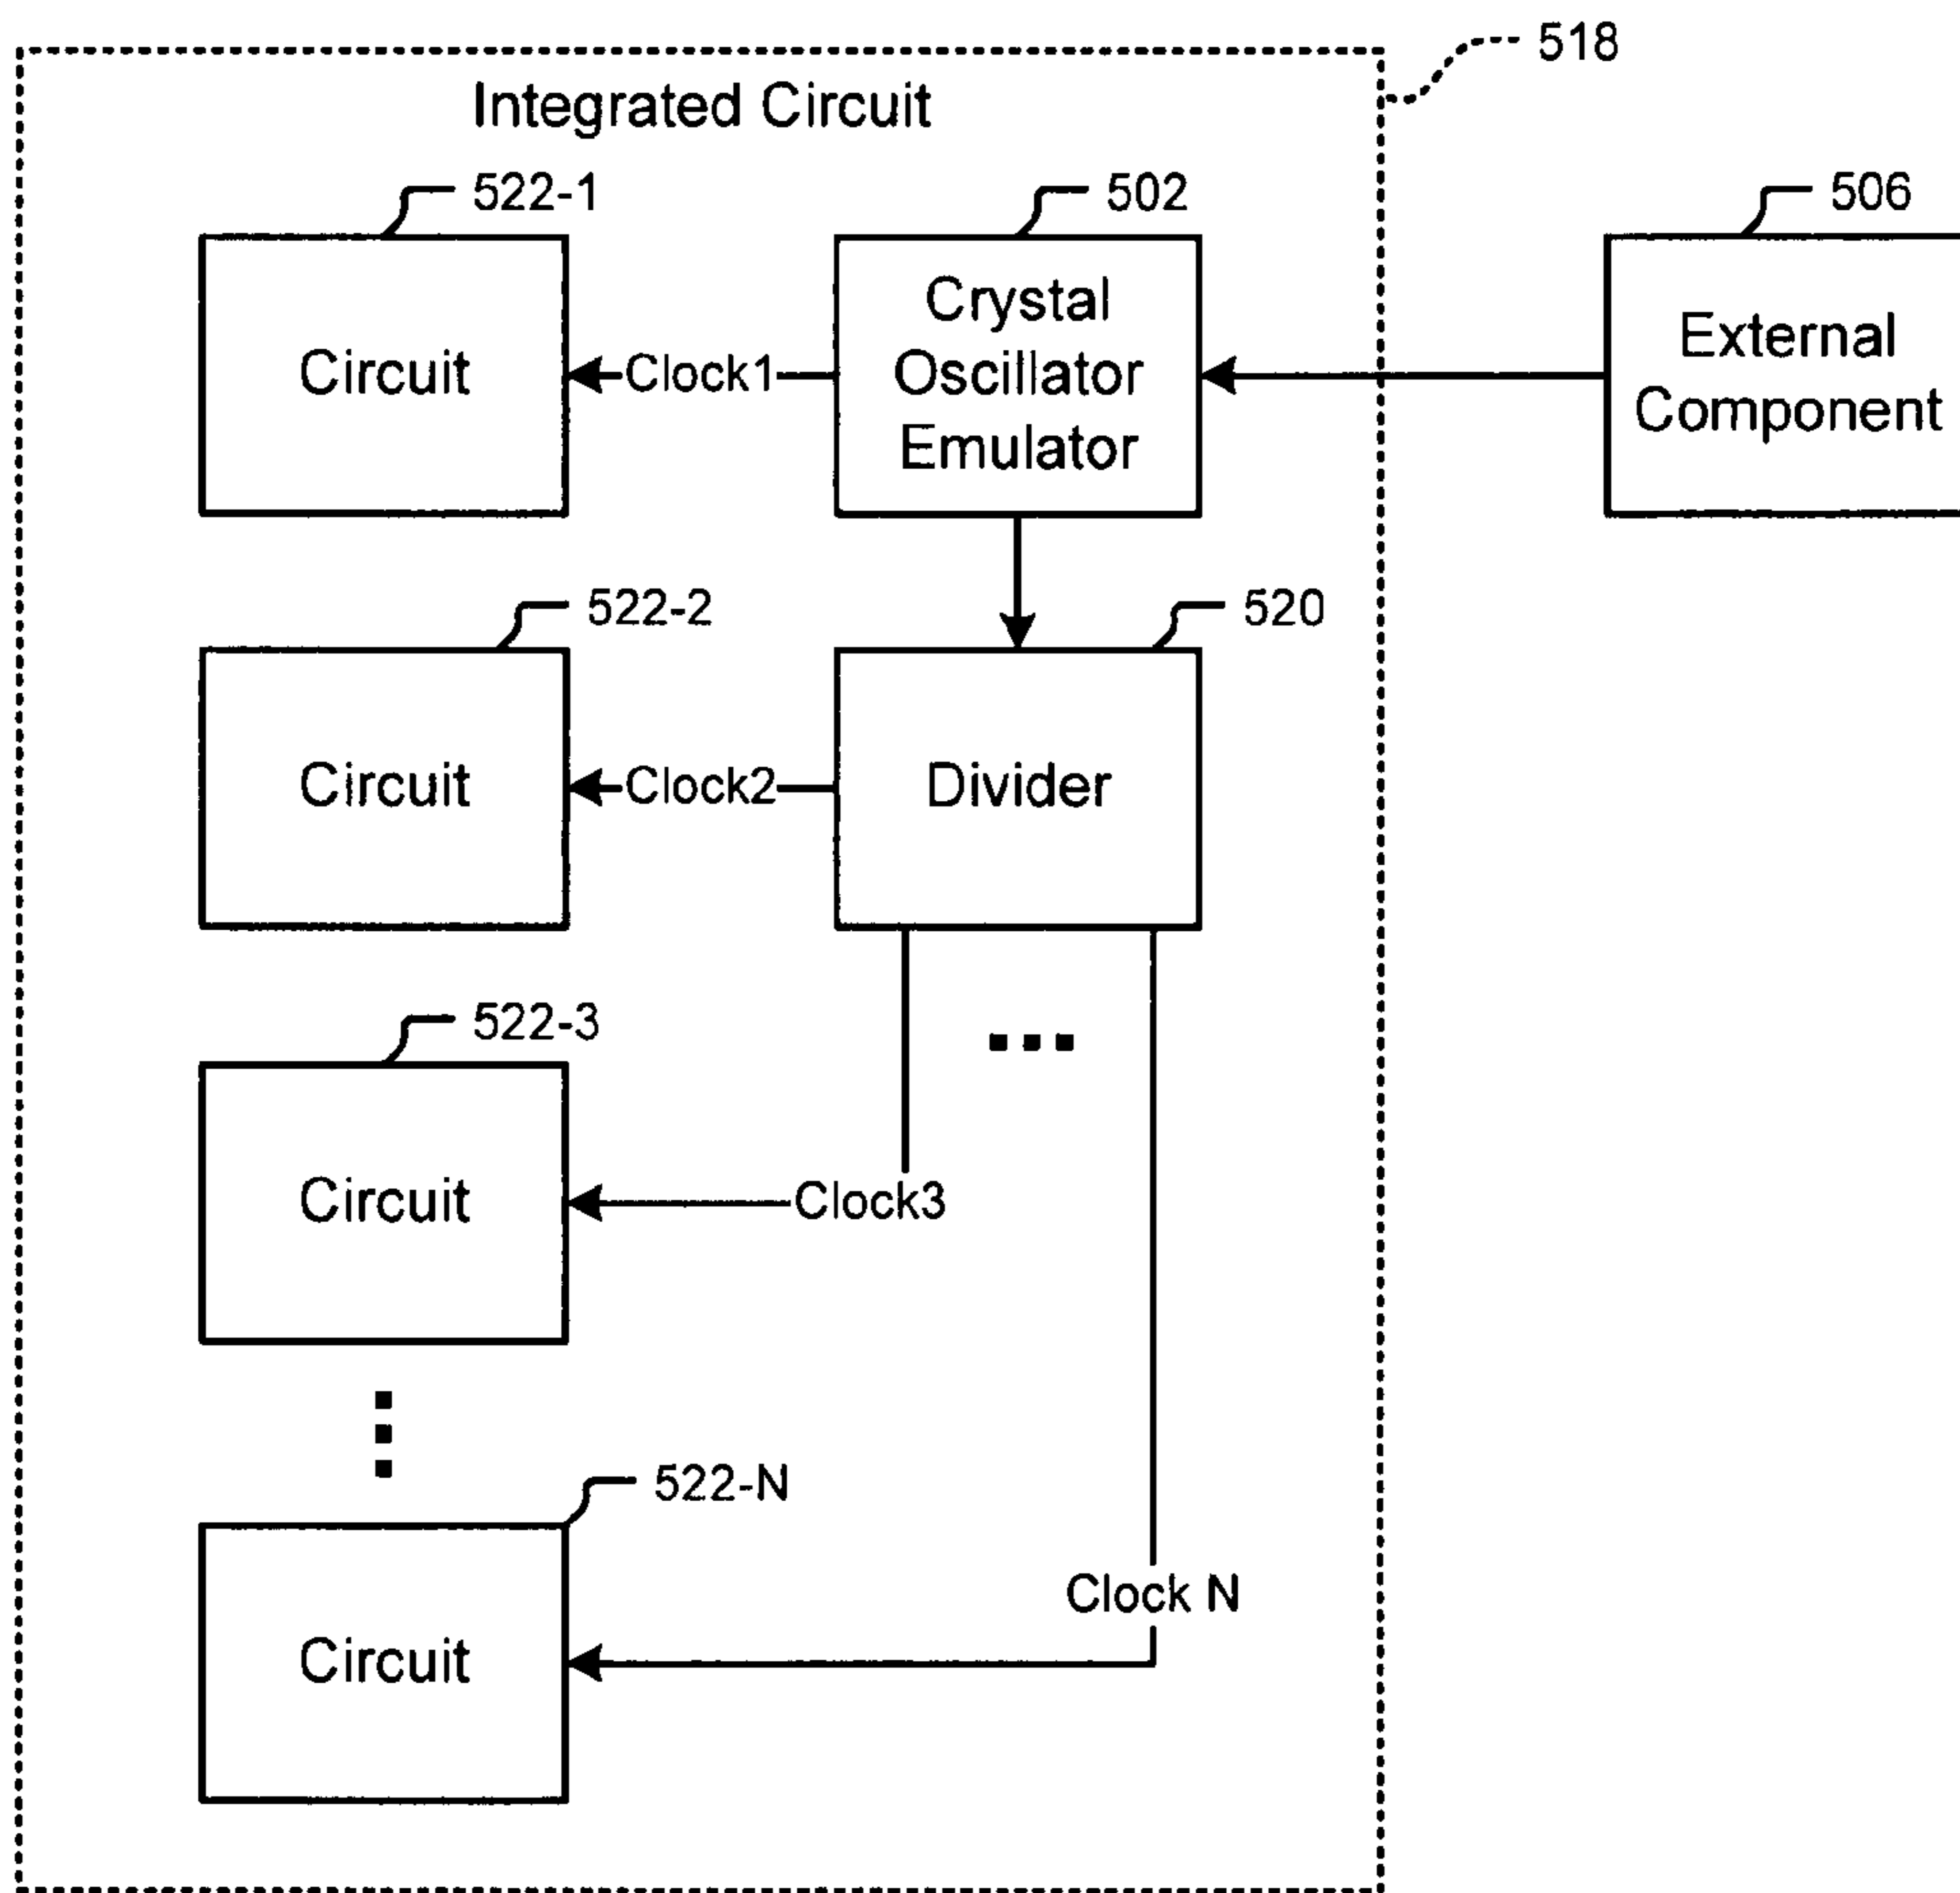 518
Integrated Circuit
522-1
502
506
Circuit
Clock1
Crystal
Oscillator
Emulator
External
Component
522-2
520
Circuit
Clock2
Divider
522-3
Circuit
Clock3
522-N
Clock N
Circuit